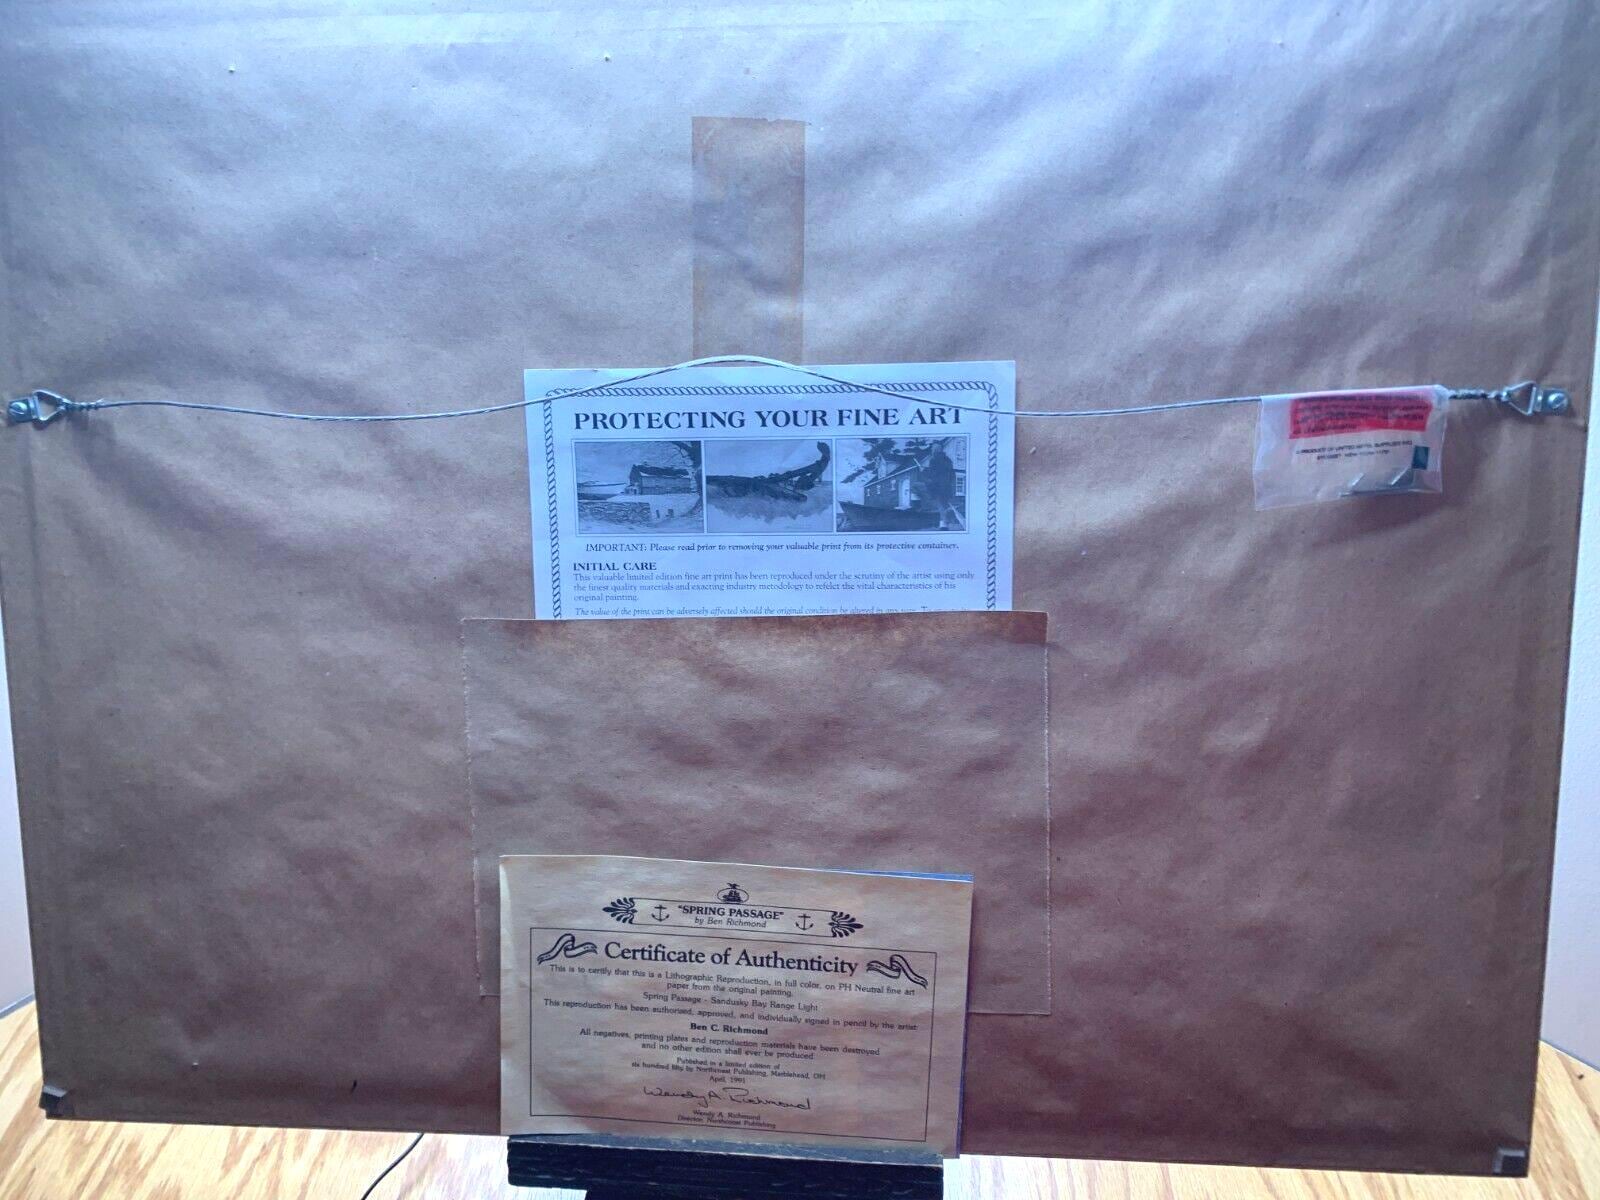 PROTECTING YOUR FINE ART
IMPORTANT: Please read prior to removing your valuable print from its protective container.
INITIAL CARE
This valuable limited edition fine art print has been reproduced under the scrutiny of the artist using only
the finest quality materials and exacting industry metodology to refelct the vital characteristics of his
original painting.
The value of the print can be adversely affected should the original condition be altered in any way.
A PRODUCT OF UNITED SUPPLIES INC
"SPRING PASSAGE"
by Ben Richmond
Certificate of Authenticity
This is to certify that this is a Lithographic Reproduction, in full color, on PH Neutral fine art
paper from the original painting.
Spring Passage - Sandusky Bay Range Light
This reproduction has been authorized, approved, and individually signed in pencil by the artist:
Ben C. Richmond
All negatives, printing plates and reproduction materials have been destroyed
and no other edition shall ever be produced
Published in a limited edition of
six hundred fifty by Northcoast Publishing, Marblehead, OH
April, 1991
Wendy A. Richmond
Wendy A. Richmond
Director, Northcoast Publishing